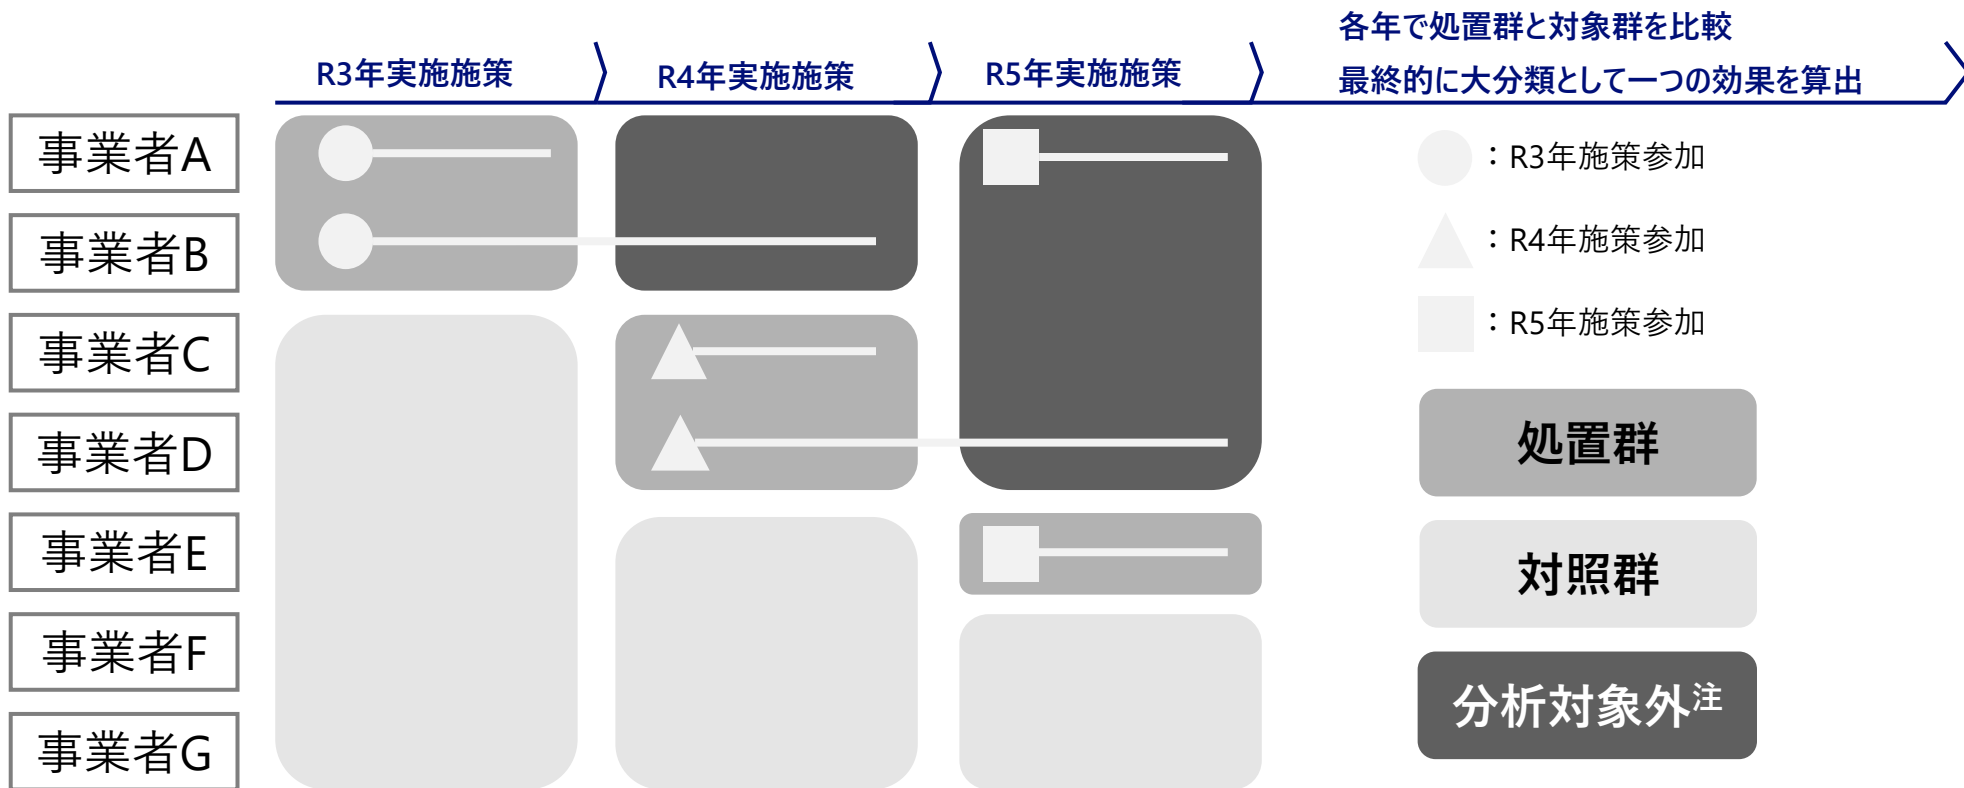 各年で処置群と対象群を比較
最終的に大分類として一つの効果を算出
R3年実施施策
R4年実施施策
R5年実施施策
事業者A
事業者B
事業者C
事業者D
事業者E
事業者F
事業者G
：R3年施策参加
：R4年施策参加
：R5年施策参加
処置群
対照群
分析対象外注